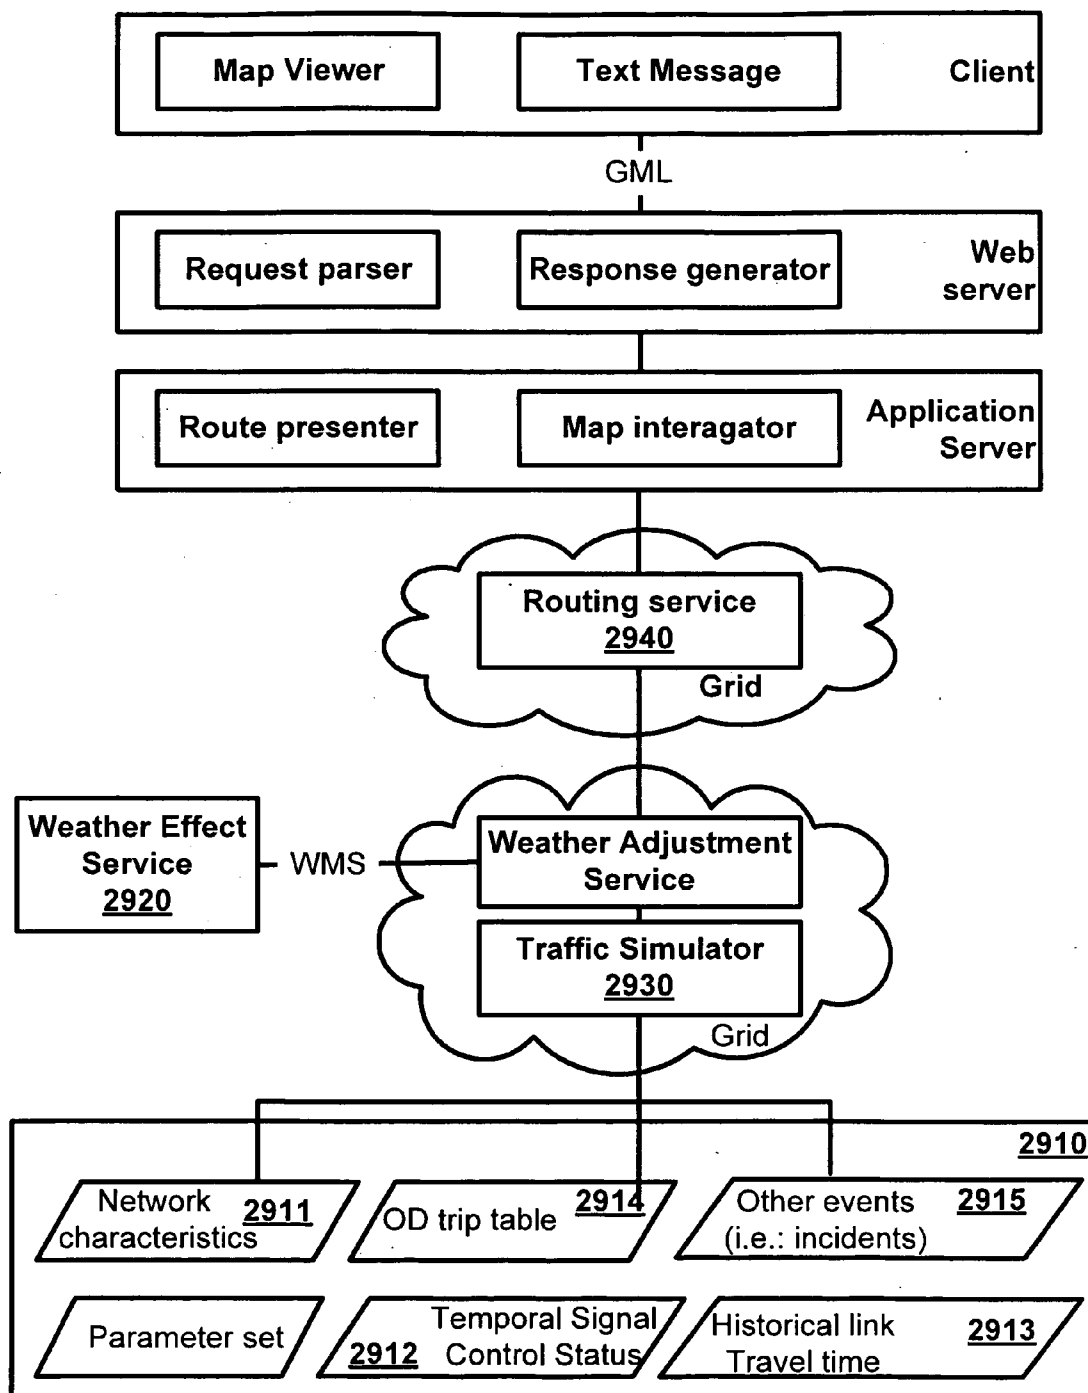 Map Viewer
Text Message
Client
GML
Request parser
Response generator
Web
server
Route presenter
Map interagator
Application
Server
Routing service
2940
Grid
Weather Effect
Service
2920
WMS
Weather Adjustment
Service
Traffic Simulator
2930
Grid
2910
Network
characteristics
2911
OD trip table
2914
Other events
(i.e.: incidents)
2915
Parameter set
2912
Temporal Signal
Control Status
Historical link
Travel time
2913